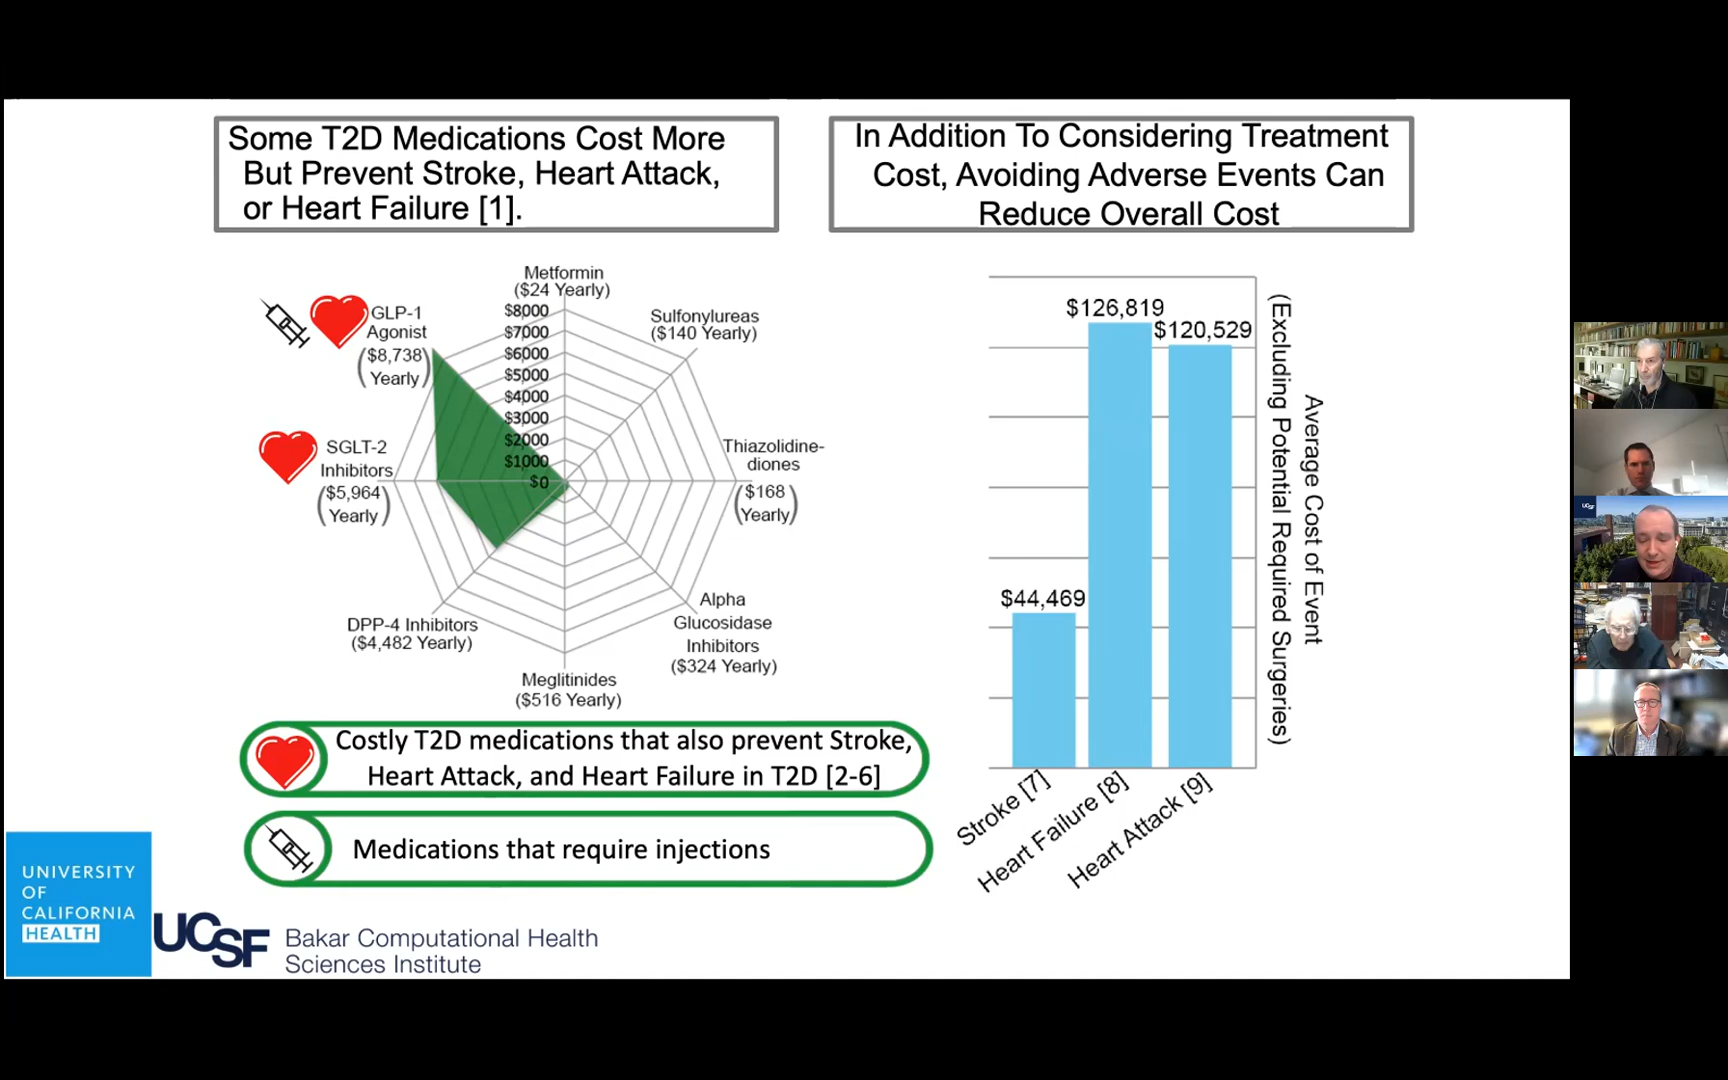 Some T2D Medications Cost More
But Prevent Stroke, Heart Attack,
or Heart Failure [1].
In Addition To Considering Treatment
Cost, Avoiding Adverse Events Can
Reduce Overall Cost
Metformin
($24 Yearly)
Sulfonylureas
($140 Yearly)
Thiazolidine-
diones
($168
Yearly)
Alpha
Glucosidase
Inhibitors
($324 Yearly)
Meglitinides
($516 Yearly)
DPP-4 Inhibitors
($4,482 Yearly)
SGLT-2
Inhibitors
($5,964
Yearly)
GLP-1
Agonist
($8,738
Yearly)
$8000
$7000
$6000
$5000
$4000
$3000
$2000
$1000
$0
Costly T2D medications that also prevent Stroke,
Heart Attack, and Heart Failure in T2D [2-6]
Medications that require injections
$44,469
$126,819
$120,529
Stroke [7]
Heart Failure [8]
Heart Attack [9]
Average Cost of Event
(Excluding Potential Required Surgeries)
UNIVERSITY
OF
CALIFORNIA
HEALTH
UCSF
Bakar Computational Health
Sciences Institute
UCSF